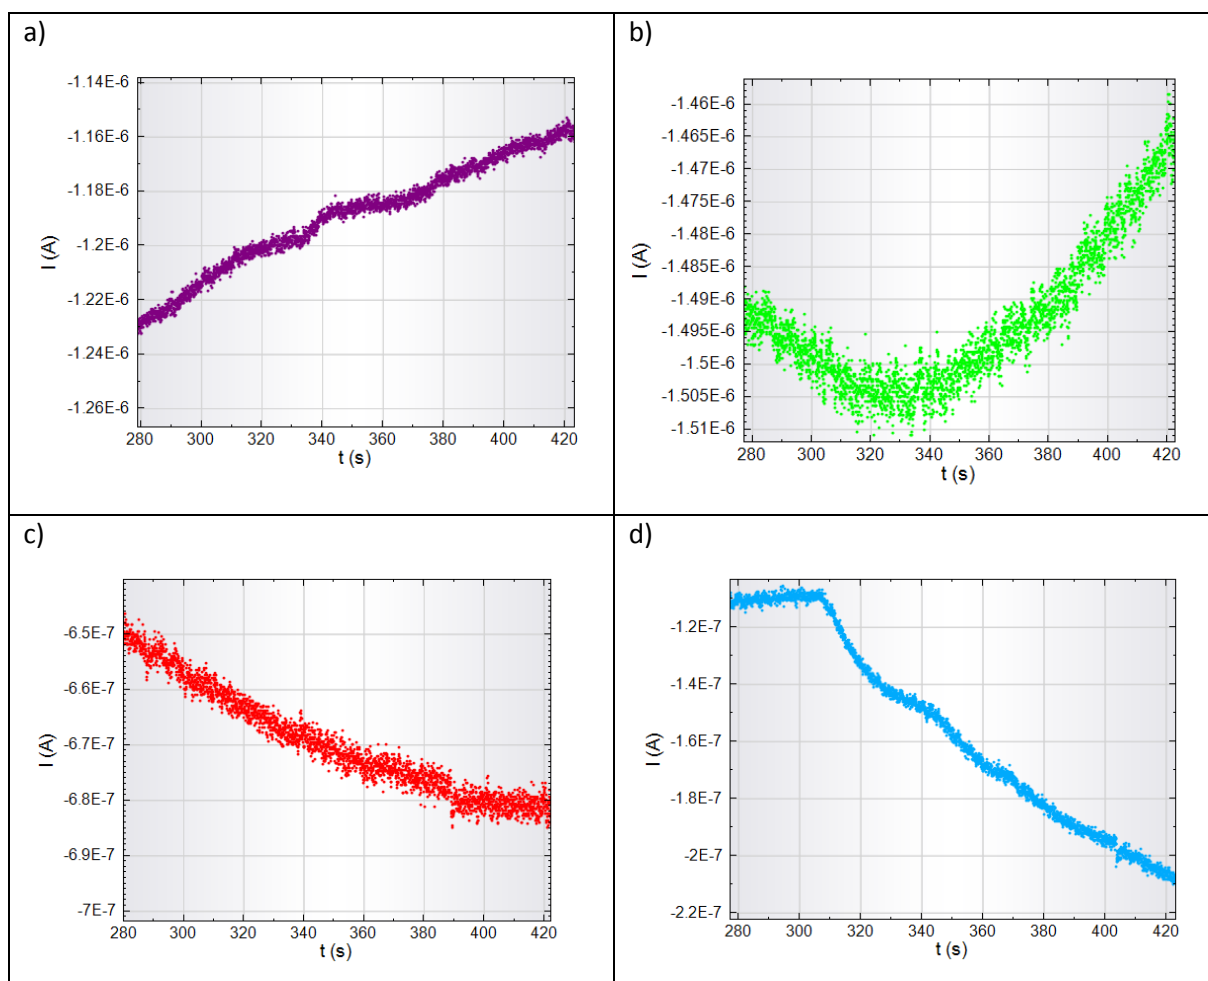 a)
-1.14E-6
-1.16E-6
-1.18E-6
-1.2E-6
-1.22E-6
-1.24E-6
-1.26E-6
I (A)
280 300 320 340 360 380 400 420
t (s)
b)
-1.46E-6
-1.465E-6
-1.47E-6
-1.475E-6
-1.48E-6
-1.485E-6
-1.49E-6
-1.495E-6
-1.5E-6
-1.505E-6
-1.51E-6
I (A)
280 300 320 340 360 380 400 420
t (s)
c)
-6.5E-7
-6.6E-7
-6.7E-7
-6.8E-7
-6.9E-7
-7E-7
I (A)
280 300 320 340 360 380 400 420
t (s)
d)
-1.2E-7
-1.4E-7
-1.6E-7
-1.8E-7
-2E-7
-2.2E-7
I (A)
280 300 320 340 360 380 400 420
t (s)